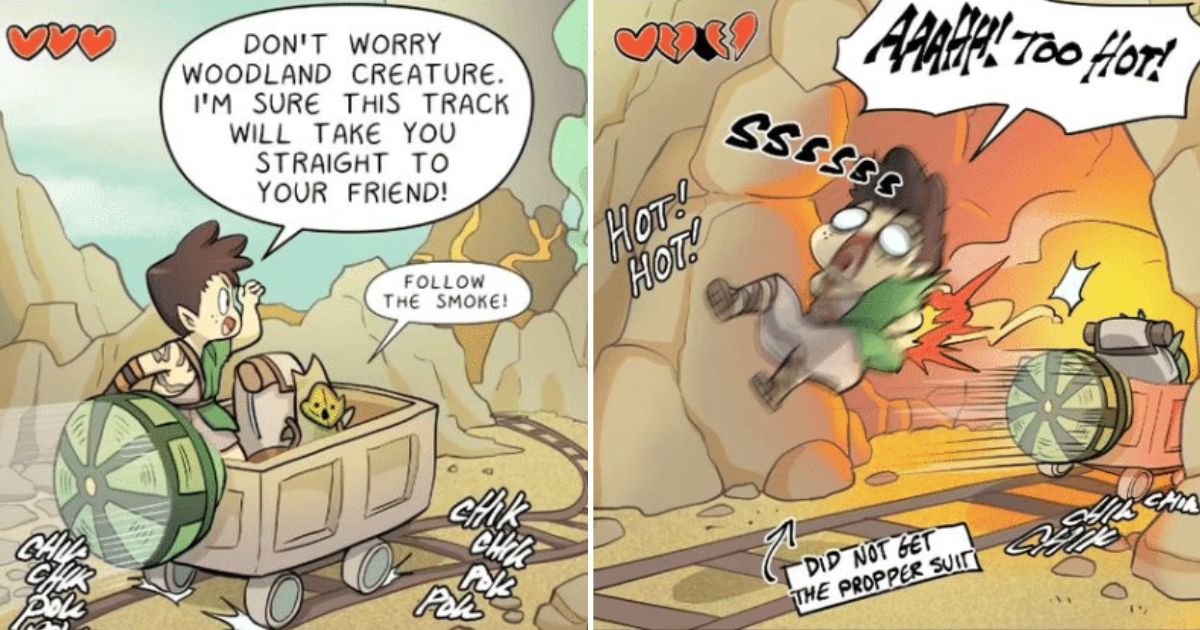 DON'T WORRY
WOODLAND CREATURE.
I'M SURE THIS TRACK
WILL TAKE YOU
STRAIGHT TO
YOUR FRIEND!
FOLLOW
THE SMOKE!
CHIK
CHIK
POK
CHIK
CHIK
POK
POK
AAAHH! TOO HOT!
SSSSSSS
HOT!
HOT!
DID NOT GET
THE PROPPER SUIT
CHIK
CHIK
CHIK